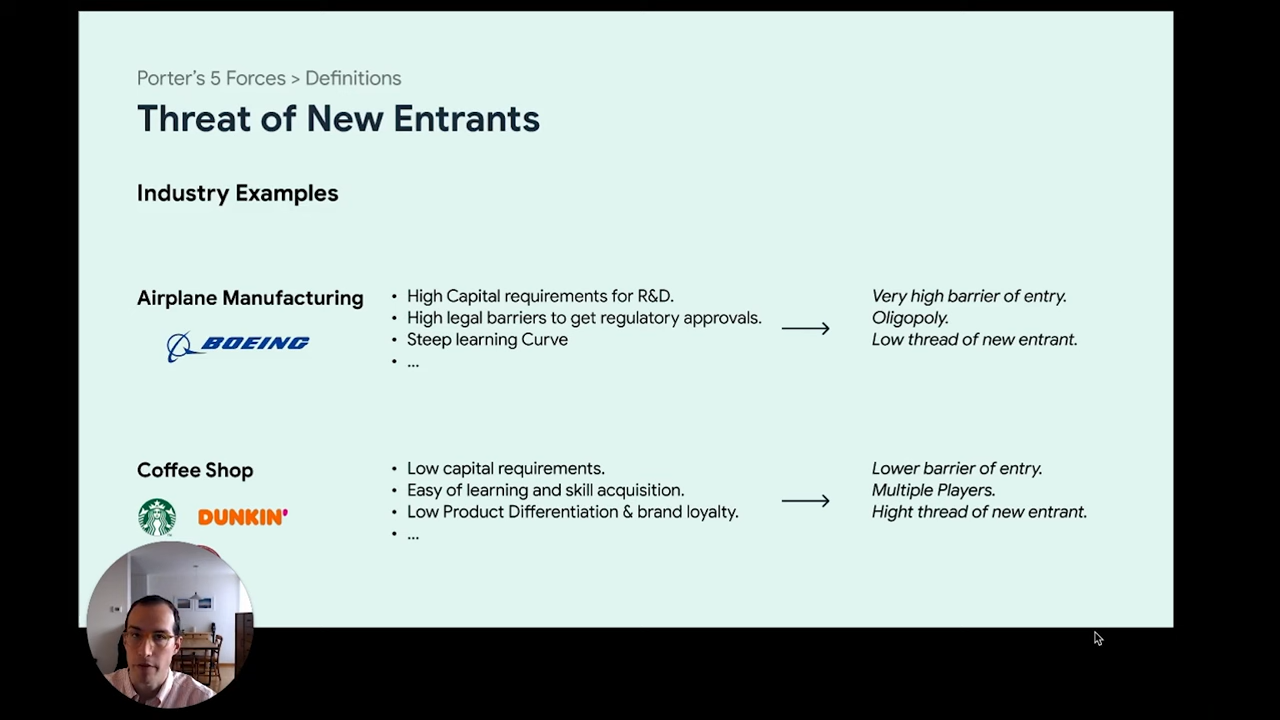 Porter's 5 Forces > Definitions
Threat of New Entrants
Industry Examples
Airplane Manufacturing
BOEING
• High Capital requirements for R&D.
• High legal barriers to get regulatory approvals.
• Steep learning Curve
• ...
Very high barrier of entry.
Oligopoly.
Low thread of new entrant.
Coffee Shop
DUNKIN'
• Low capital requirements.
• Easy of learning and skill acquisition.
• Low Product Differentiation & brand loyalty.
• ...
Lower barrier of entry.
Multiple Players.
Hight thread of new entrant.